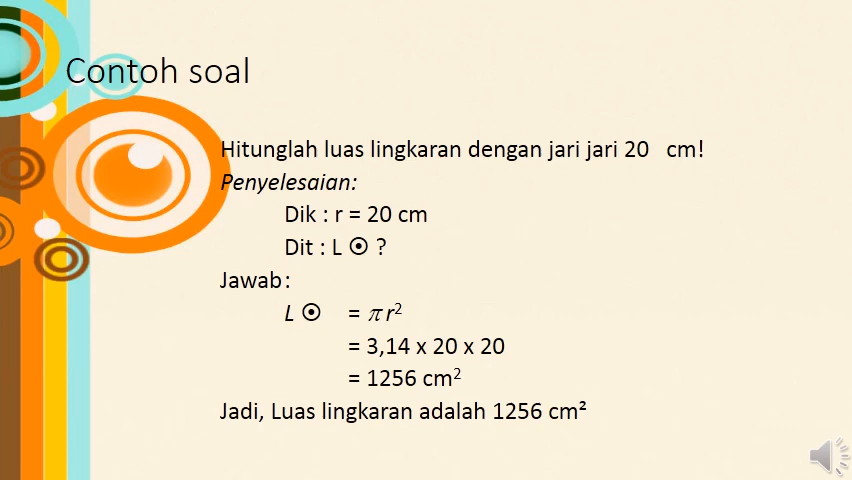 Contoh soal
Hitunglah luas lingkaran dengan jari jari 20 cm!
Penyelesaian:
Dik : r = 20 cm
Dit : L ⊙ ?
Jawab :
L ⊙ = π r²
= 3,14 x 20 x 20
= 1256 cm²
Jadi, Luas lingkaran adalah 1256 cm²